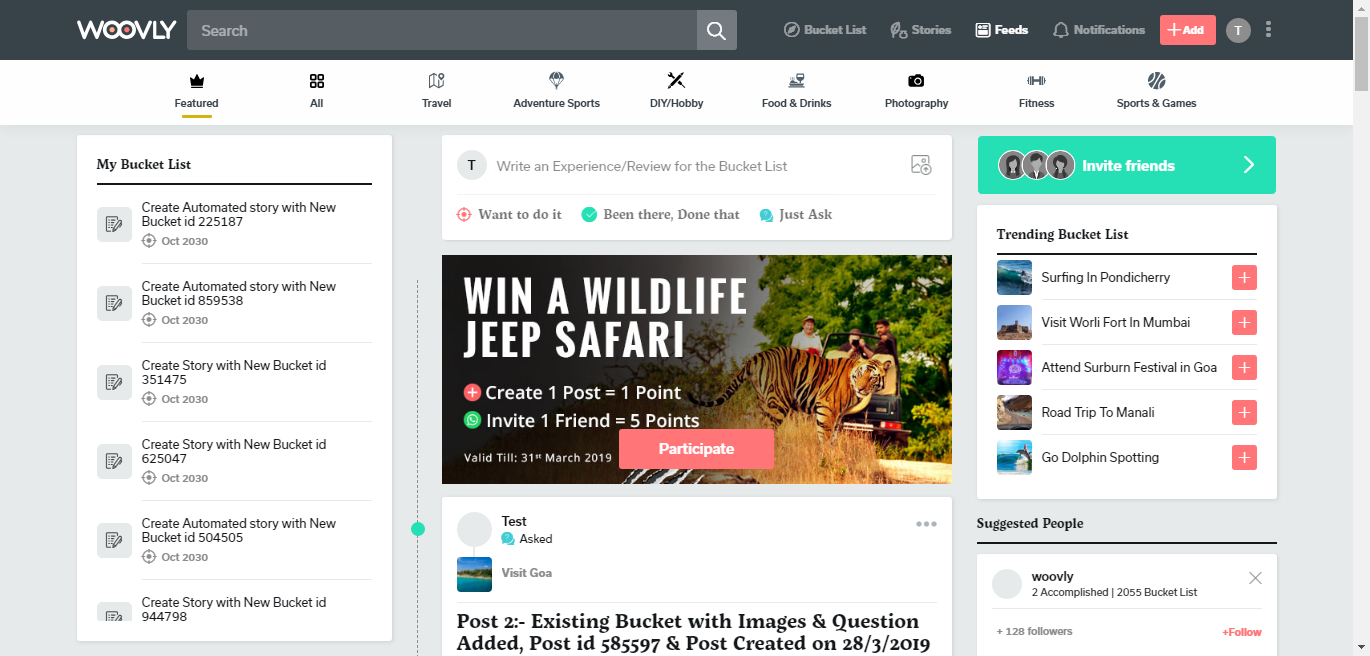 WOOVLY
Search
Bucket List
Stories
Feeds
Notifications
Add
T
Featured
All
Travel
Adventure Sports
DIY/Hobby
Food & Drinks
Photography
Fitness
Sports & Games
My Bucket List
Create Automated story with New
Bucket id 225187
Oct 2030
Create Automated story with New
Bucket id 859538
Oct 2030
Create Story with New Bucket id
351475
Oct 2030
Create Story with New Bucket id
625047
Oct 2030
Create Automated story with New
Bucket id 504505
Oct 2030
Create Story with New Bucket id
944798
T
Write an Experience/Review for the Bucket List
Want to do it
Been there, Done that
Just Ask
WIN A WILDLIFE
JEEP SAFARI
Create 1 Post = 1 Point
Invite 1 Friend = 5 Points
Valid Till: 31st March 2019
Participate
Test
Asked
Visit Goa
Post 2:- Existing Bucket with Images & Question
Added, Post id 585597 & Post Created on 28/3/2019
Invite friends
Trending Bucket List
Surfing In Pondicherry
Visit Worli Fort In Mumbai
Attend Surburn Festival in Goa
Road Trip To Manali
Go Dolphin Spotting
Suggested People
woovly
2 Accomplished | 2055 Bucket List
+ 128 followers
+Follow